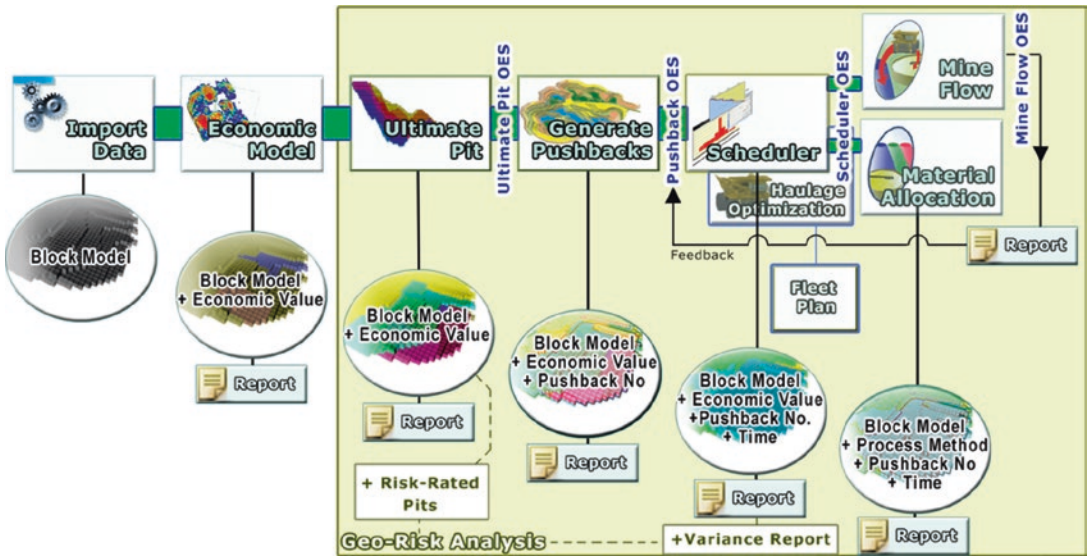 Import
Data
Economic
Model
Ultimate
Pit
Ultimate Pit OES
Generate
Pushbacks
Pushback OES
Scheduler
Scheduler OES
Mine
Flow
Mine Flow OES
Material
Allocation
Haulage
Optimization
Fleet
Plan
Feedback
Report
Block Model
Block Model
+ Economic Value
Report
Block Model
+ Economic Value
Report
+ Risk-Rated
Pits
Block Model
+ Economic Value
+ Pushback No
Report
Block Model
+ Economic Value
+Pushback No.
+ Time
Report
+Variance Report
Block Model
+ Process Method
+Pushback No
+ Time
Report
Geo-Risk Analysis